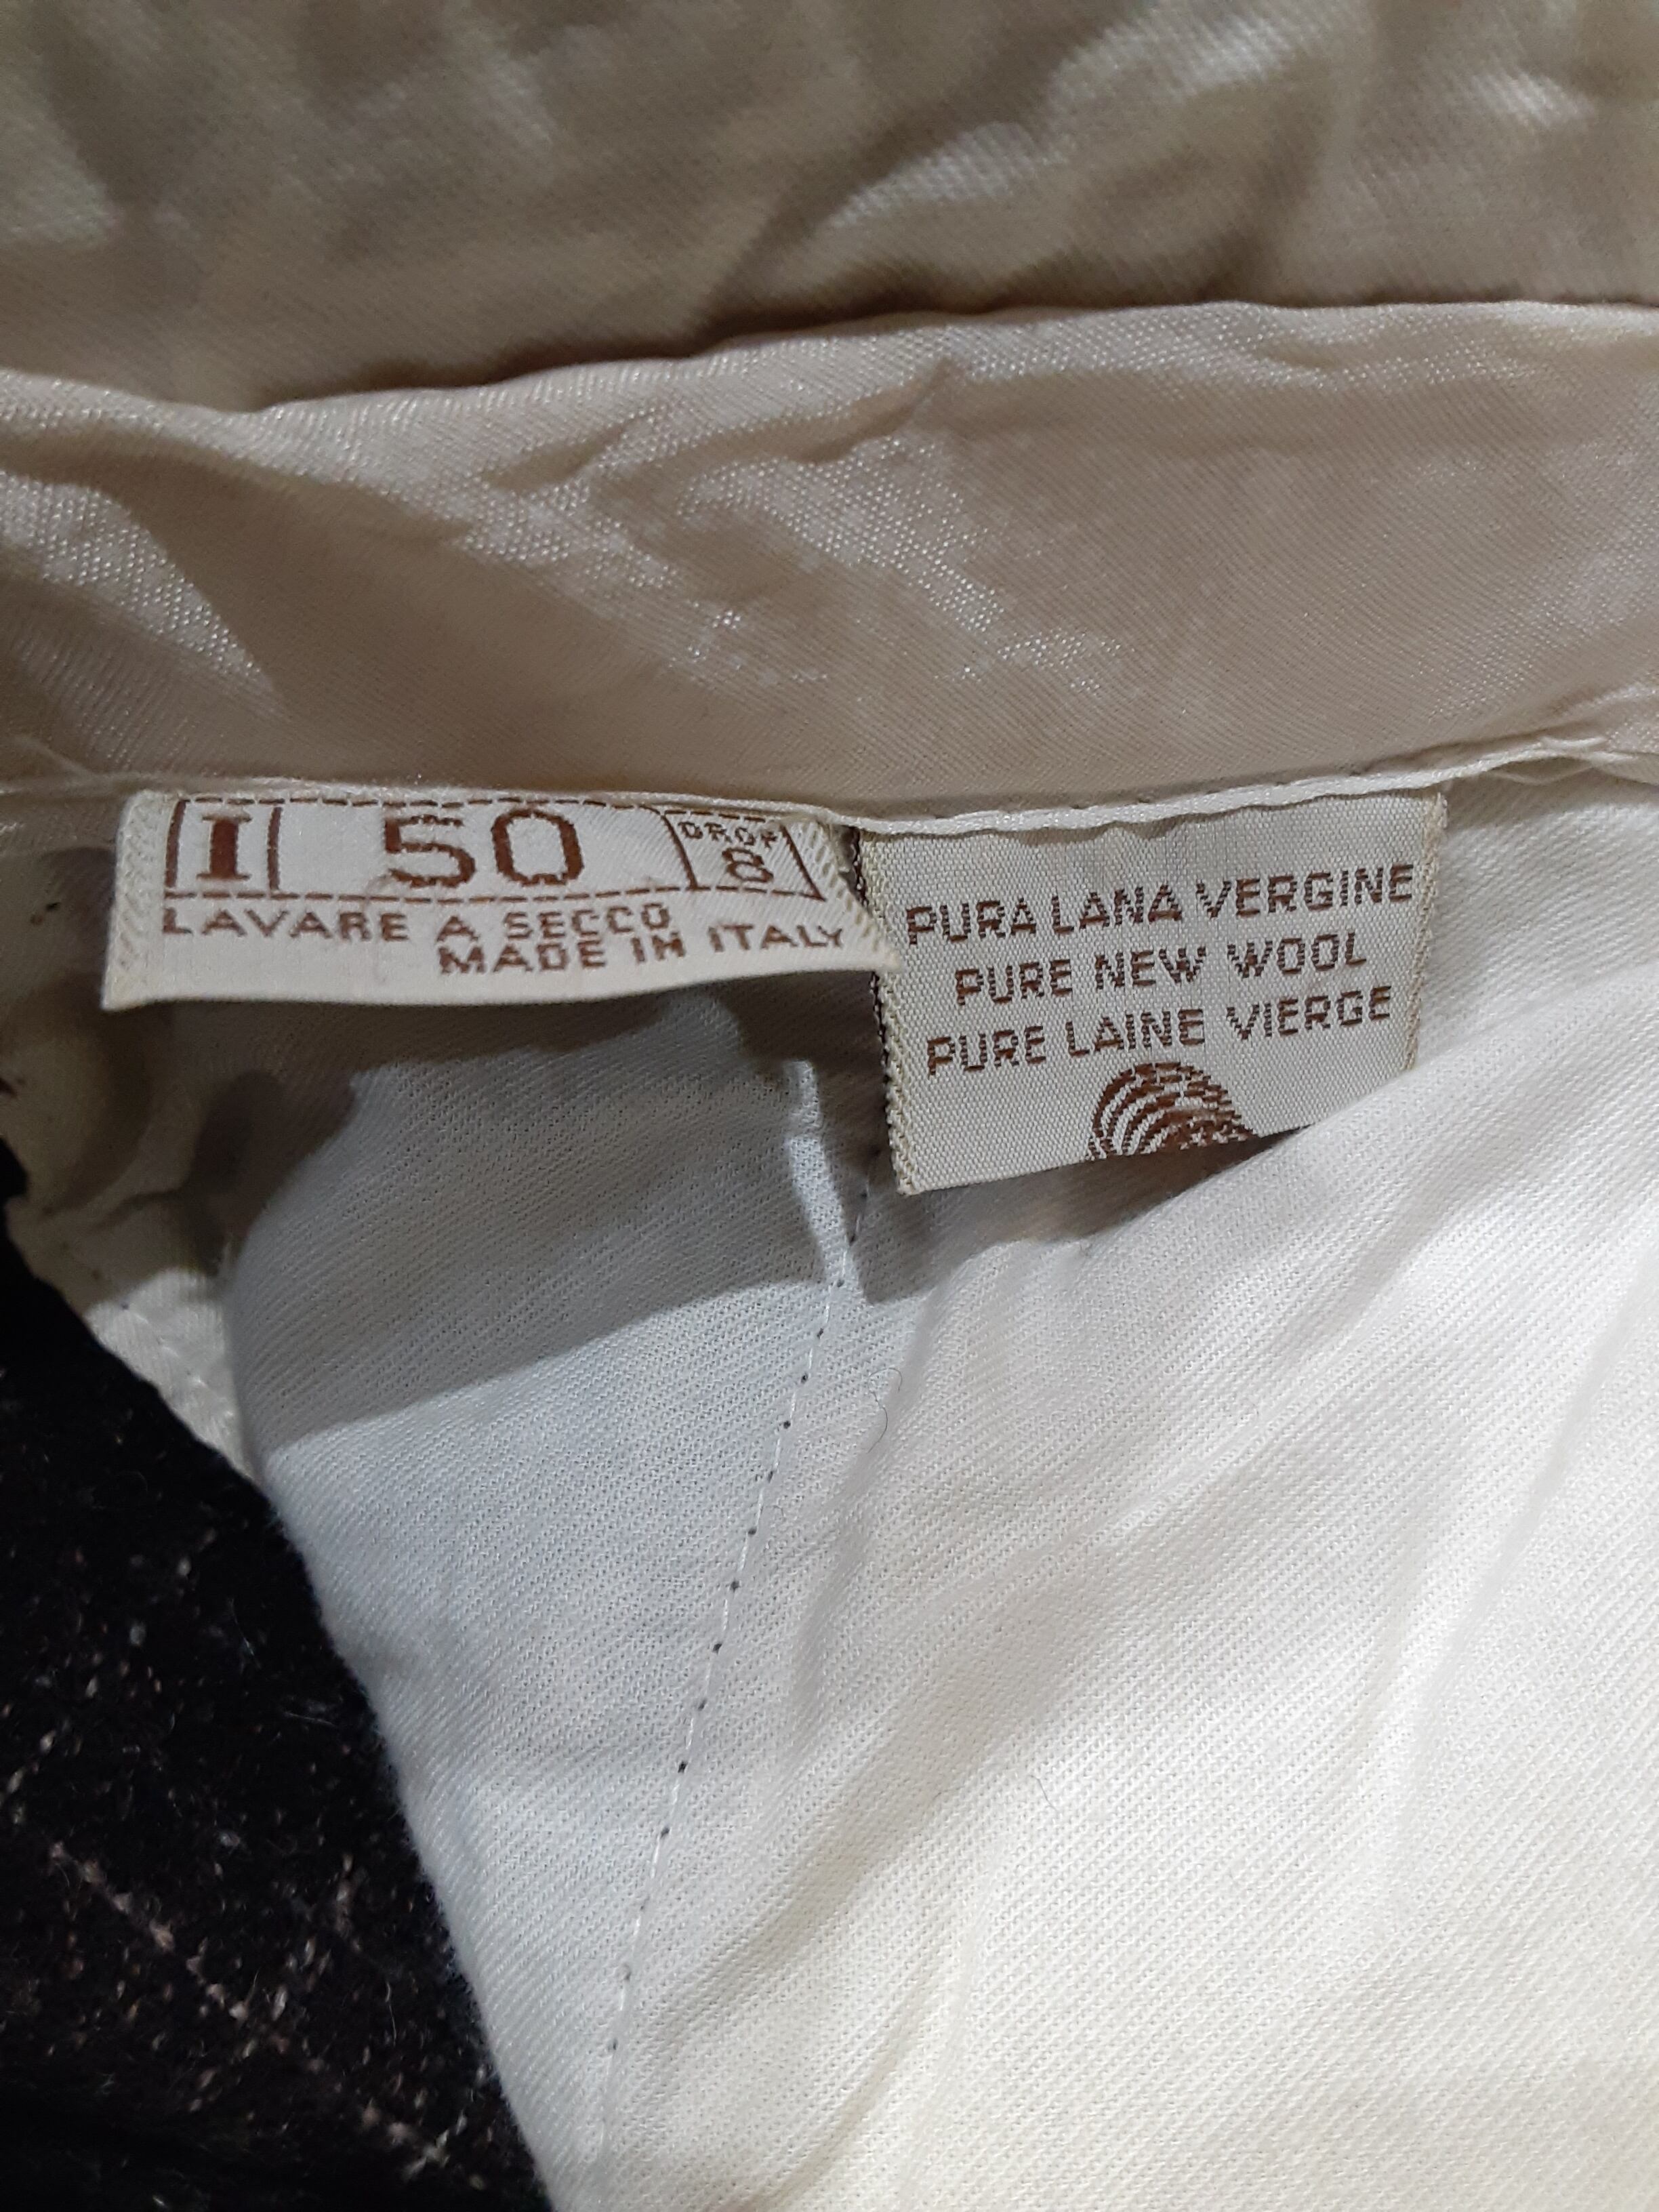 I 50 DROP 8
LAVARE A SECCO
MADE IN ITALY
PURA LANA VERGINE
PURE NEW WOOL
PURE LAINE VIERGE